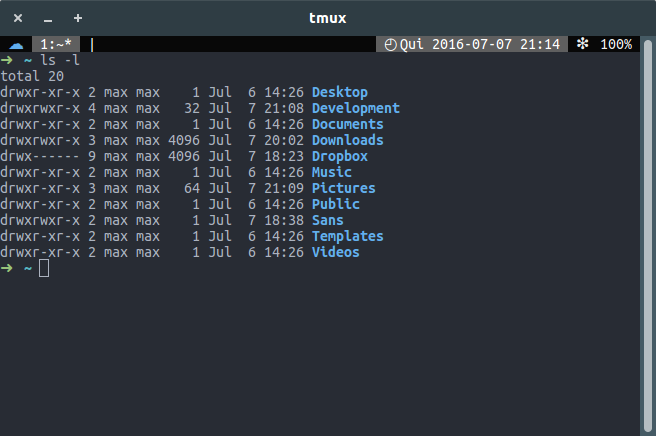 tmux
1:~* | Qui 2016-07-07 21:14 100%
➜ ~ ls -l
total 20
drwxr-xr-x 2 max max    1 Jul  6 14:26 Desktop
drwxrwxr-x 4 max max   32 Jul  7 21:08 Development
drwxr-xr-x 2 max max    1 Jul  6 14:26 Documents
drwxrwxr-x 3 max max 4096 Jul  7 20:02 Downloads
drwx------ 9 max max 4096 Jul  7 18:23 Dropbox
drwxr-xr-x 2 max max    1 Jul  6 14:26 Music
drwxr-xr-x 3 max max   64 Jul  7 21:09 Pictures
drwxr-xr-x 2 max max    1 Jul  6 14:26 Public
drwxrwxr-x 2 max max    1 Jul  7 18:38 Sans
drwxr-xr-x 2 max max    1 Jul  6 14:26 Templates
drwxr-xr-x 2 max max    1 Jul  6 14:26 Videos
➜ ~